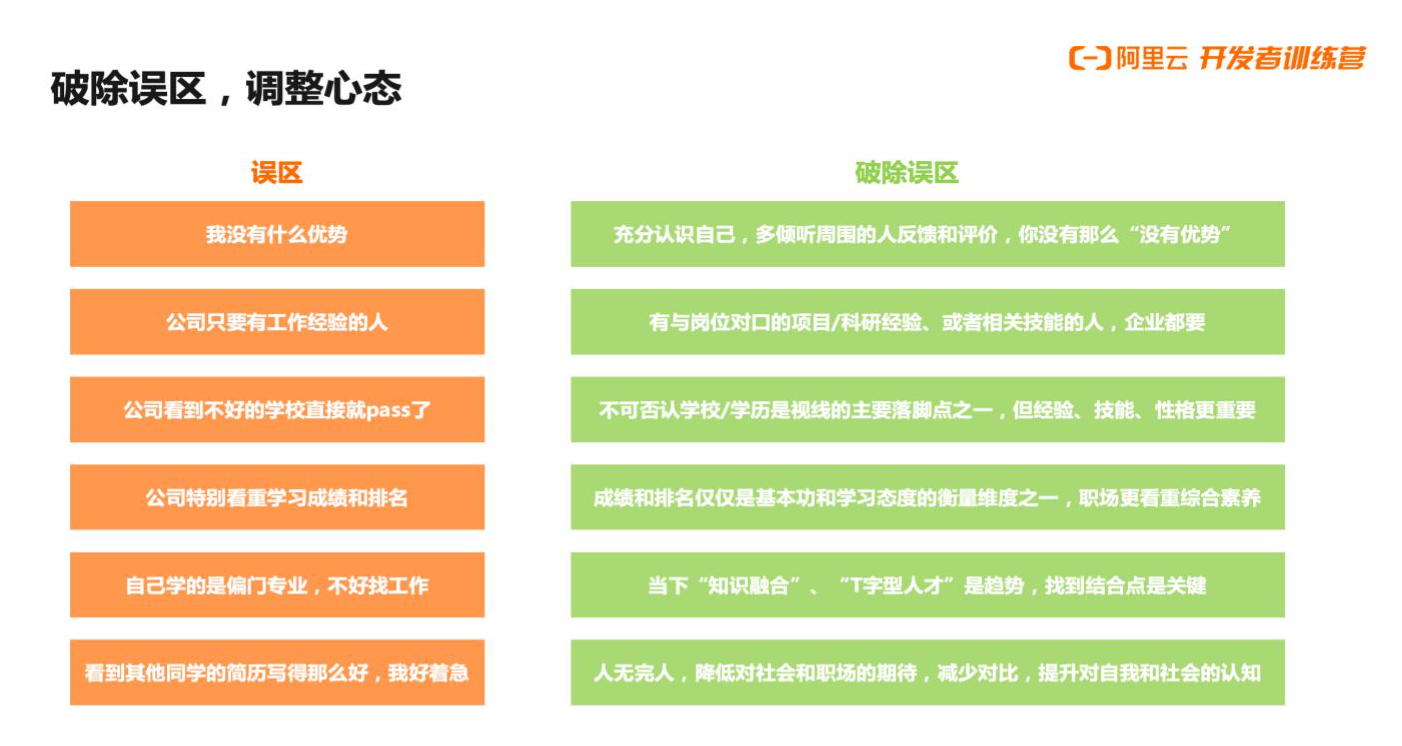 阿里云 开发者训练营
破除误区，调整心态
误区
破除误区
我没有什么优势
充分认识自己，多倾听周围的人反馈和评价，你没有那么“没有优势”
公司只要有工作经验的人
有与岗位对口的项目/科研经验、或者相关技能的人，企业都要
公司看到不好的学校直接就pass了
不可否认学校/学历是视线的主要落脚点之一，但经验、技能、性格更重要
公司特别看重学习成绩和排名
成绩和排名仅仅是基本功和学习态度的衡量维度之一，职场更看重综合素养
自己学的是偏门专业，不好找工作
当下“知识融合”、“T字型人才”是趋势，找到结合点是关键
看到其他同学的简历写得那么好，我好着急
人无完人，降低对社会和职场的期待，减少对比，提升对自我和社会的认知